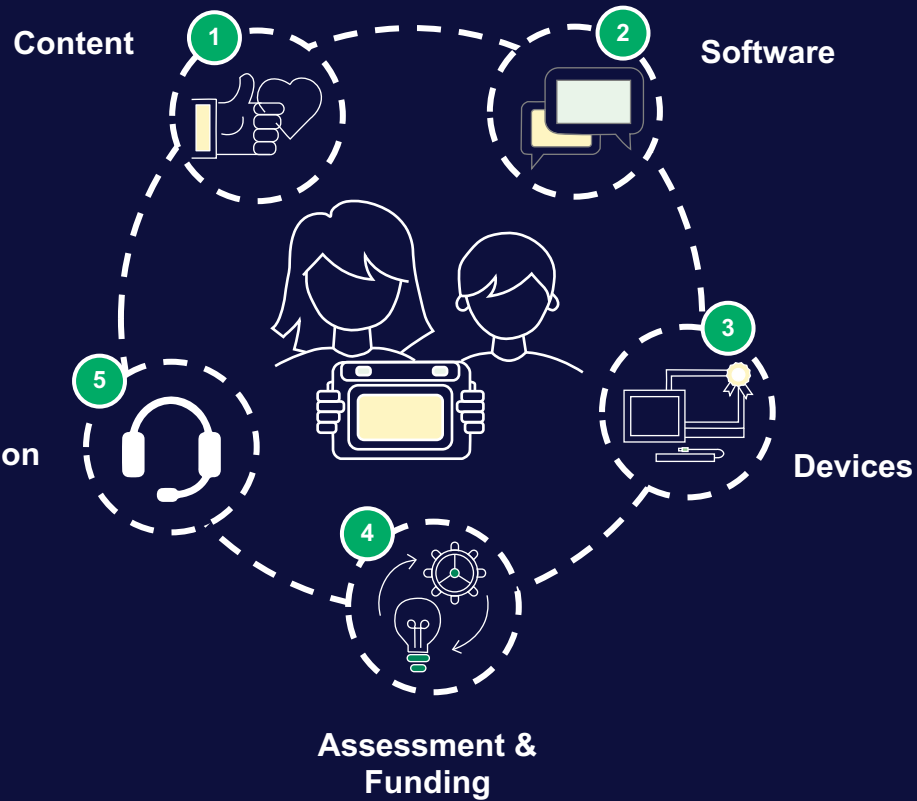 Content
1
2
Software
3
5
on
Devices
4
Assessment &
Funding